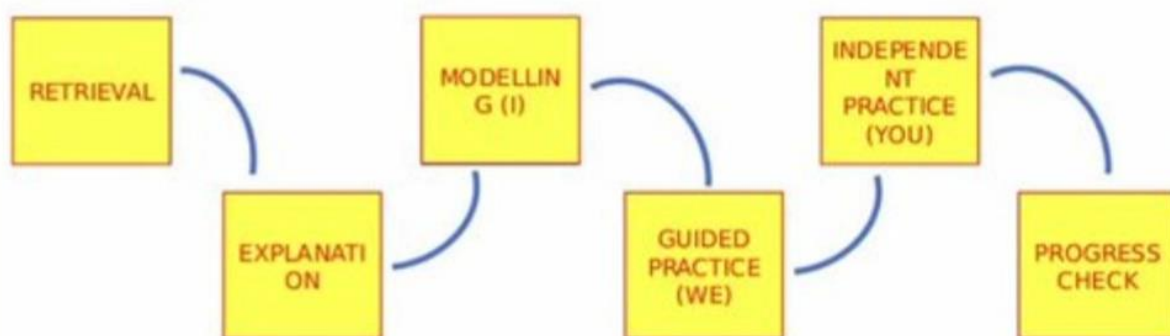 RETRIEVAL
EXPLANATI
ON
MODELLIN
G (I)
GUIDED
PRACTICE
(WE)
INDEPENDE
NT
PRACTICE
(YOU)
PROGRESS
CHECK